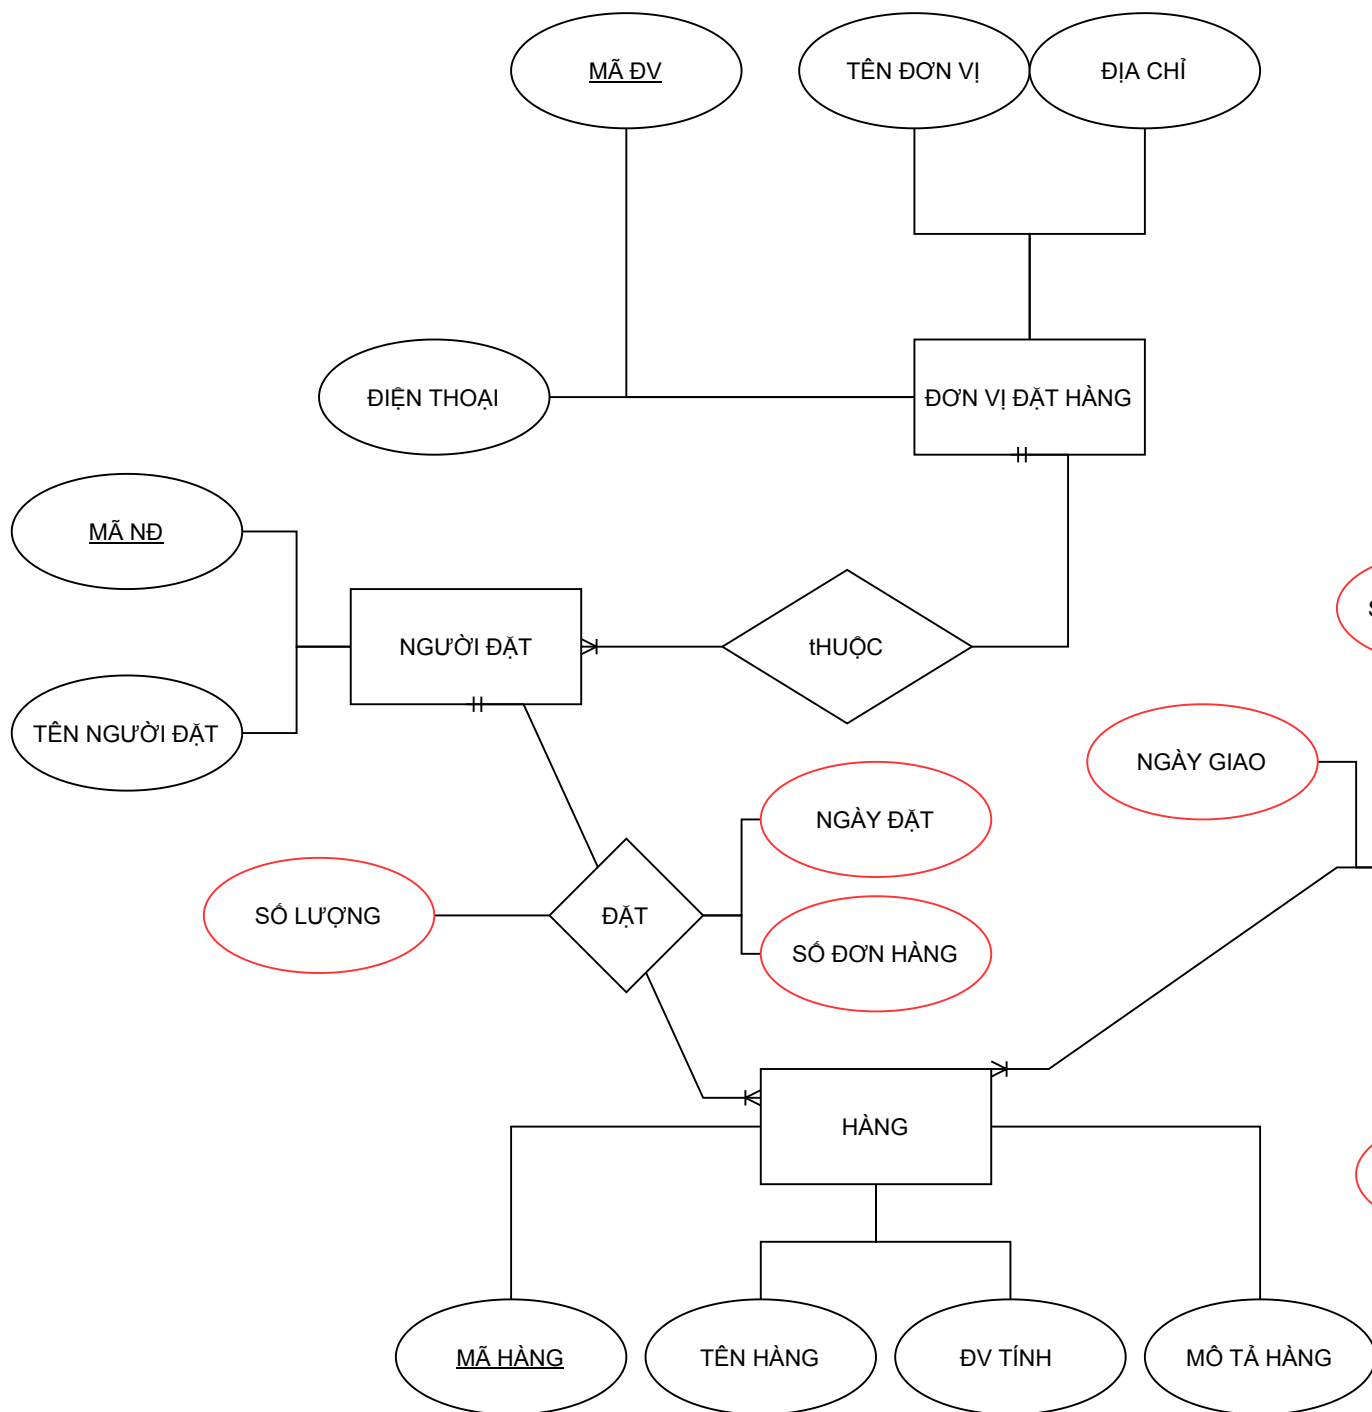 MÃ ĐV
TÊN ĐƠN VỊ
ĐỊA CHỈ
ĐIỆN THOẠI
ĐƠN VỊ ĐẶT HÀNG
MÃ NĐ
NGƯỜI ĐẶT
tHUỘC
TÊN NGƯỜI ĐẶT
NGÀY GIAO
NGÀY ĐẶT
SỐ LƯỢNG
ĐẶT
SỐ ĐƠN HÀNG
HÀNG
MÃ HÀNG
TÊN HÀNG
ĐV TÍNH
MÔ TẢ HÀNG